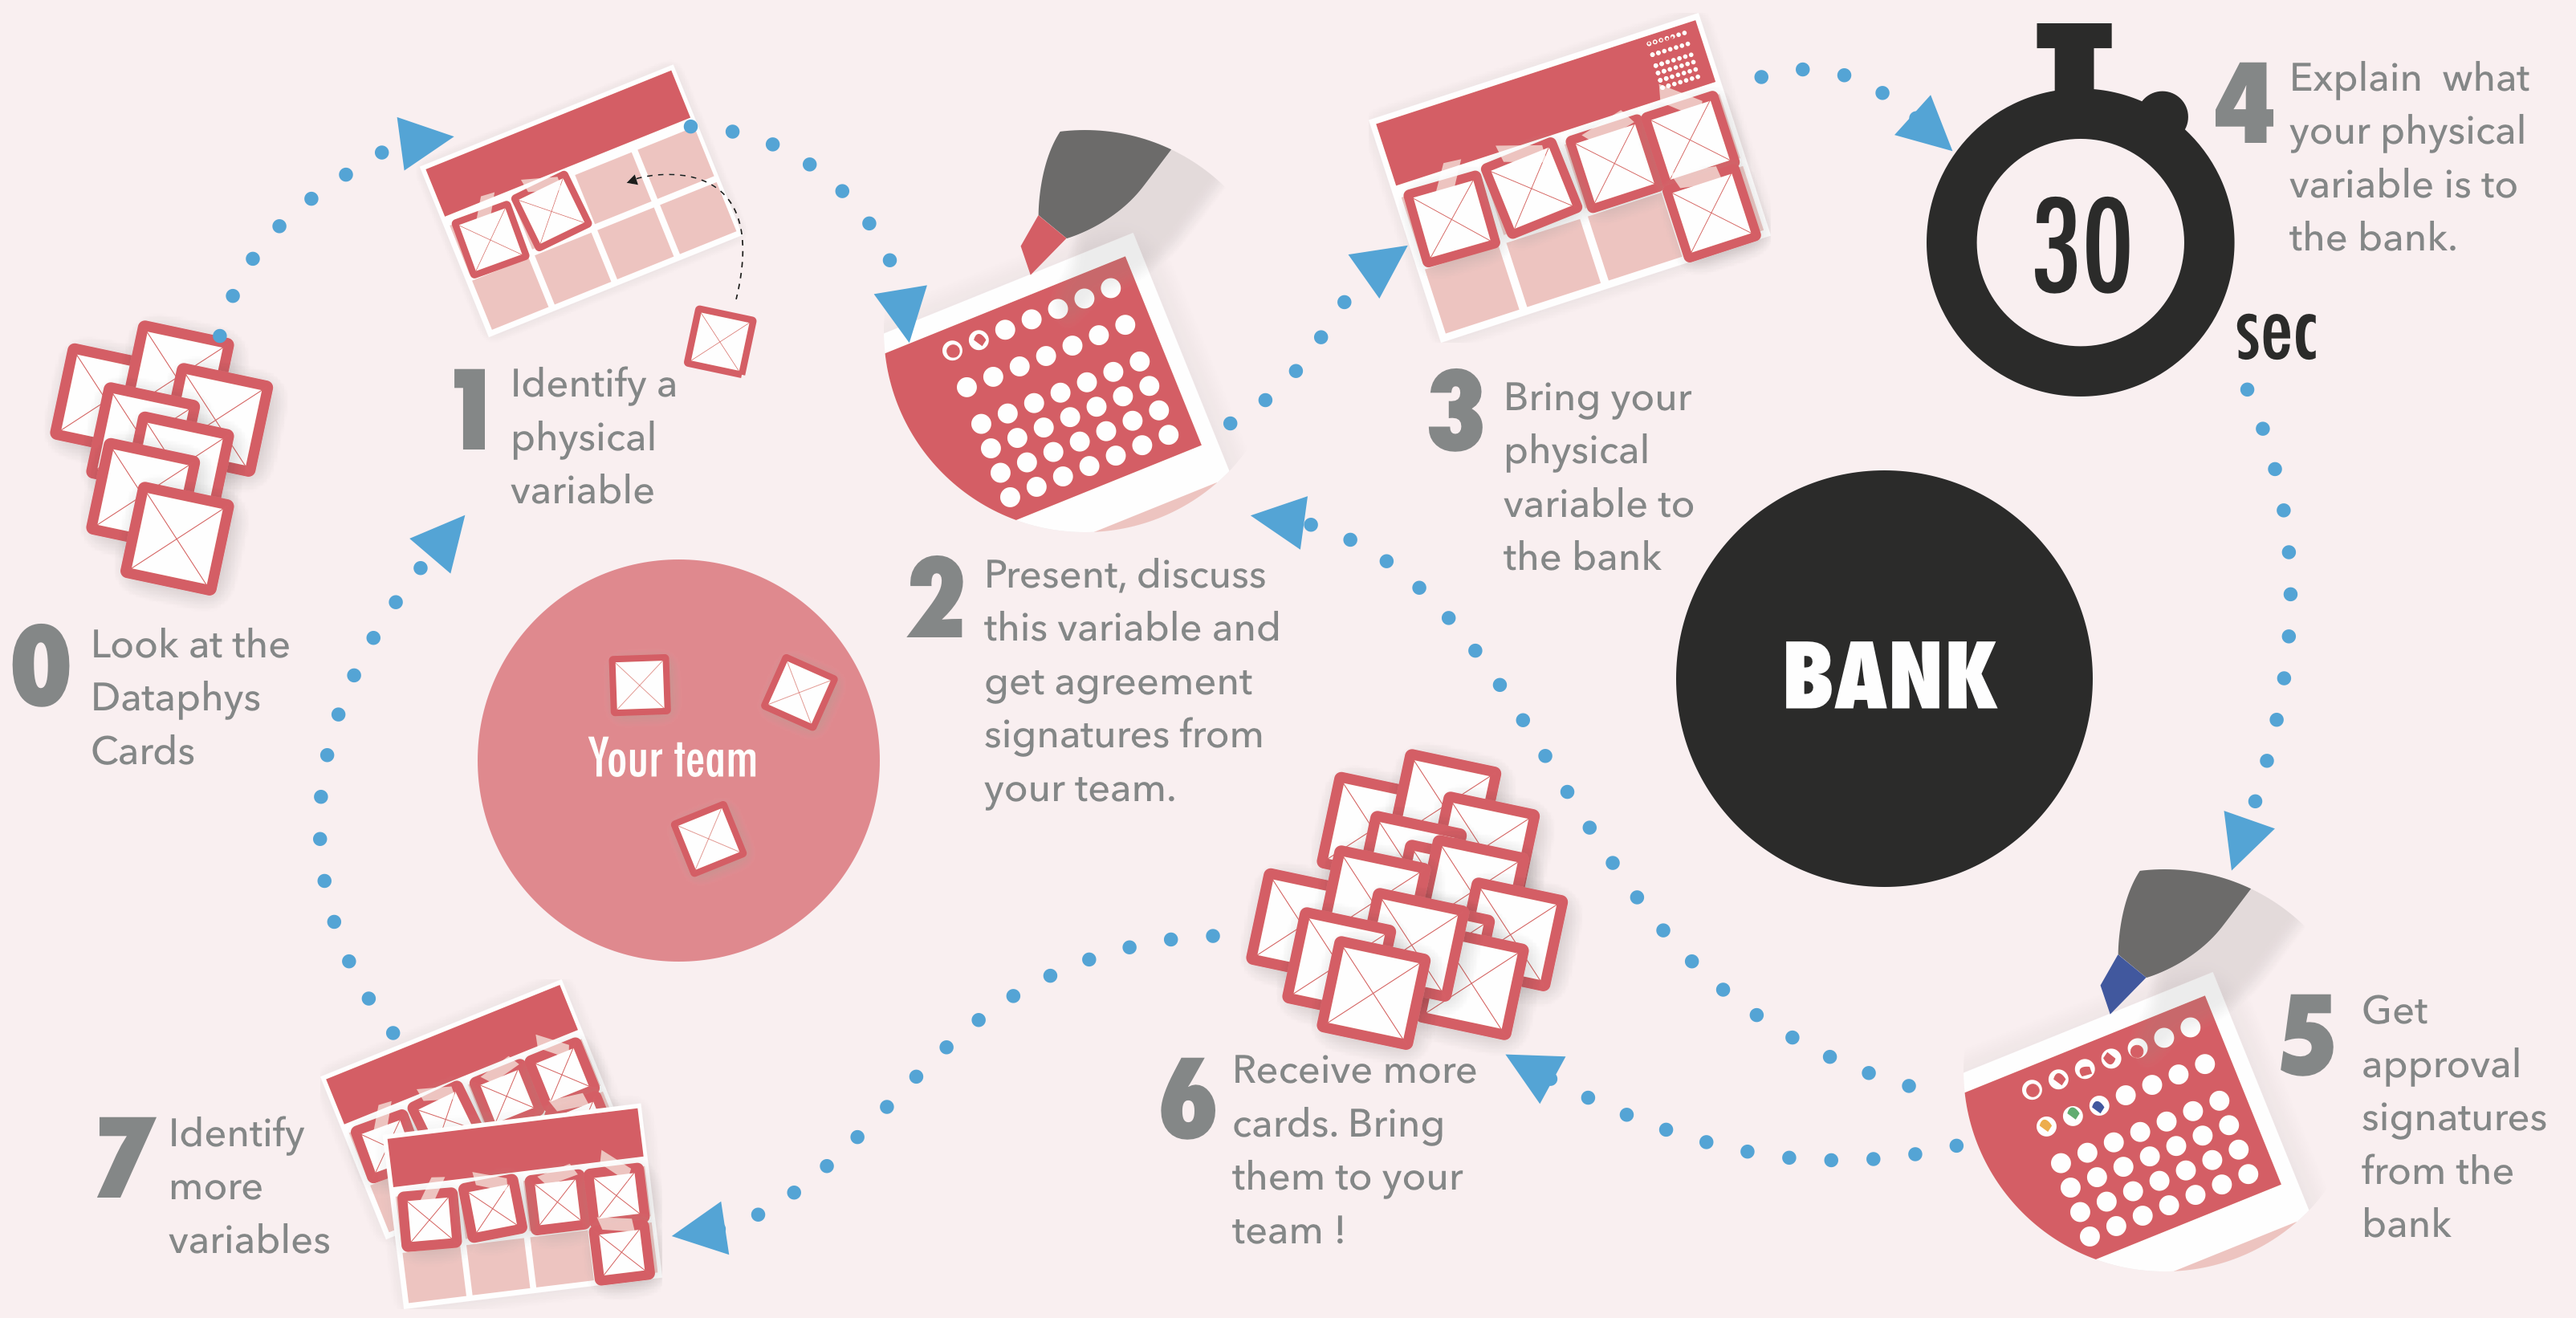 0
Look at the
Dataphys
Cards
1
Identify a
physical
variable
2
Present, discuss
this variable and
get agreement
signatures from
your team.
3
Bring your
physical
variable to
the bank
4
Explain what
your physical
variable is to
the bank.
30
sec
BANK
Your team
5
Get
approval
signatures
from the
bank
6
Receive more
cards. Bring
them to your
team !
7
Identify
more
variables